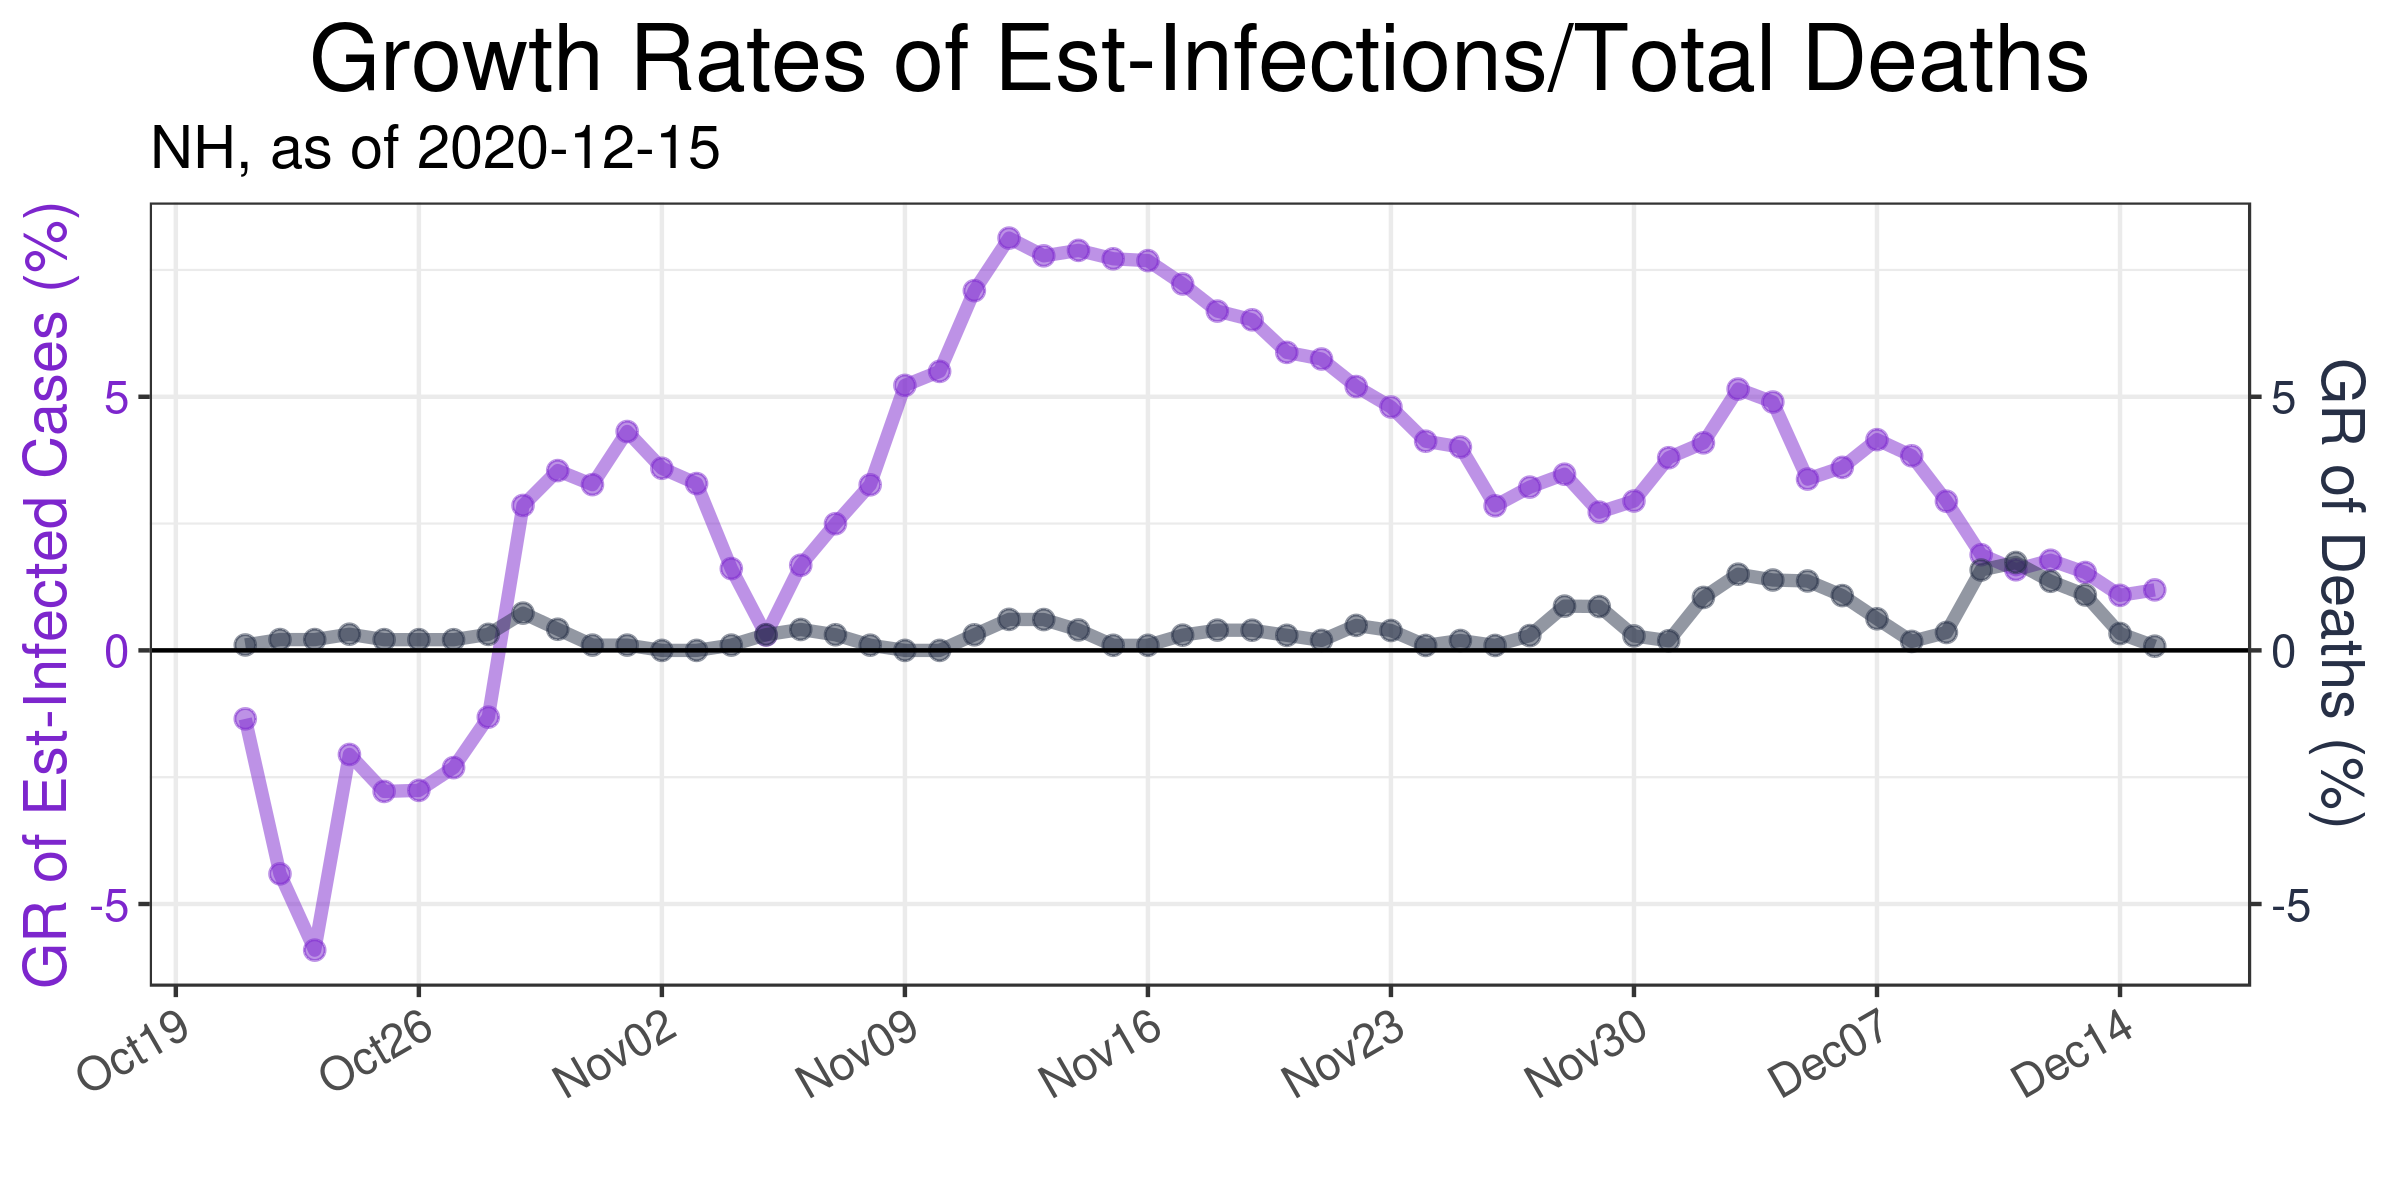 Growth Rates of Est-Infections/Total Deaths
NH, as of 2020-12-15
GR of Est-Infected Cases (%)
5
0
-5
5
0
-5
GR of Deaths (%)
Oct19
Oct26
Nov02
Nov09
Nov16
Nov23
Nov30
Dec07
Dec14